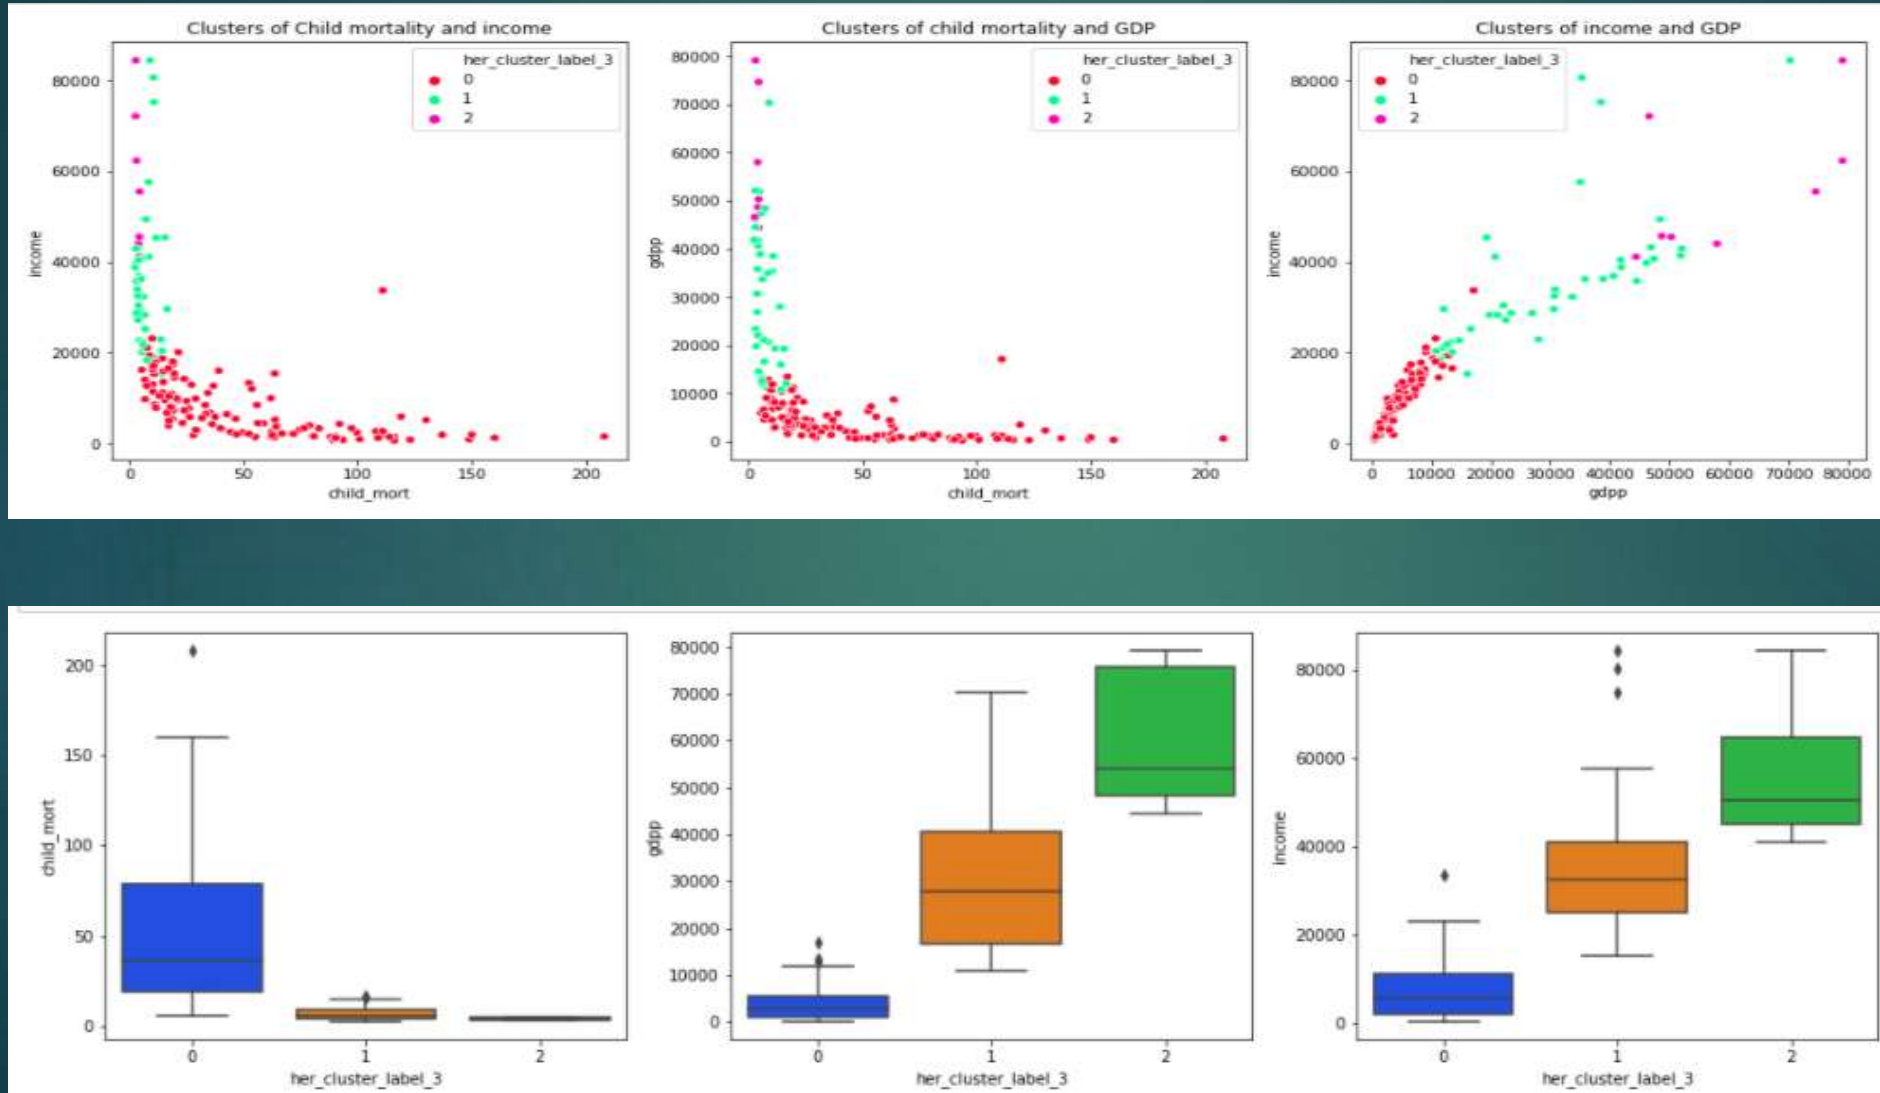 Clusters of Child mortality and income
her_cluster_label_3
0
1
2
80000
60000
40000
20000
0
income
0 50 100 150 200
child_mort
Clusters of child mortality and GDP
her_cluster_label_3
0
1
2
80000
70000
60000
50000
40000
30000
20000
10000
0
gdpp
0 50 100 150 200
child_mort
Clusters of income and GDP
her_cluster_label_3
0
1
2
80000
60000
40000
20000
0
income
0 10000 20000 30000 40000 50000 60000 70000 80000
gdpp
200
150
100
50
0
child_mort
0 1 2
her_cluster_label_3
80000
70000
60000
50000
40000
30000
20000
10000
0
gdpp
0 1 2
her_cluster_label_3
80000
60000
40000
20000
0
income
0 1 2
her_cluster_label_3